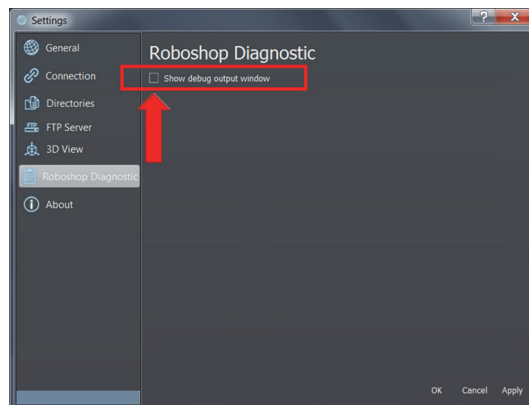 Settings
General
Connection
Directories
FTP Server
3D View
Roboshop Diagnostic
About
Roboshop Diagnostic
Show debug output window
OK Cancel Apply